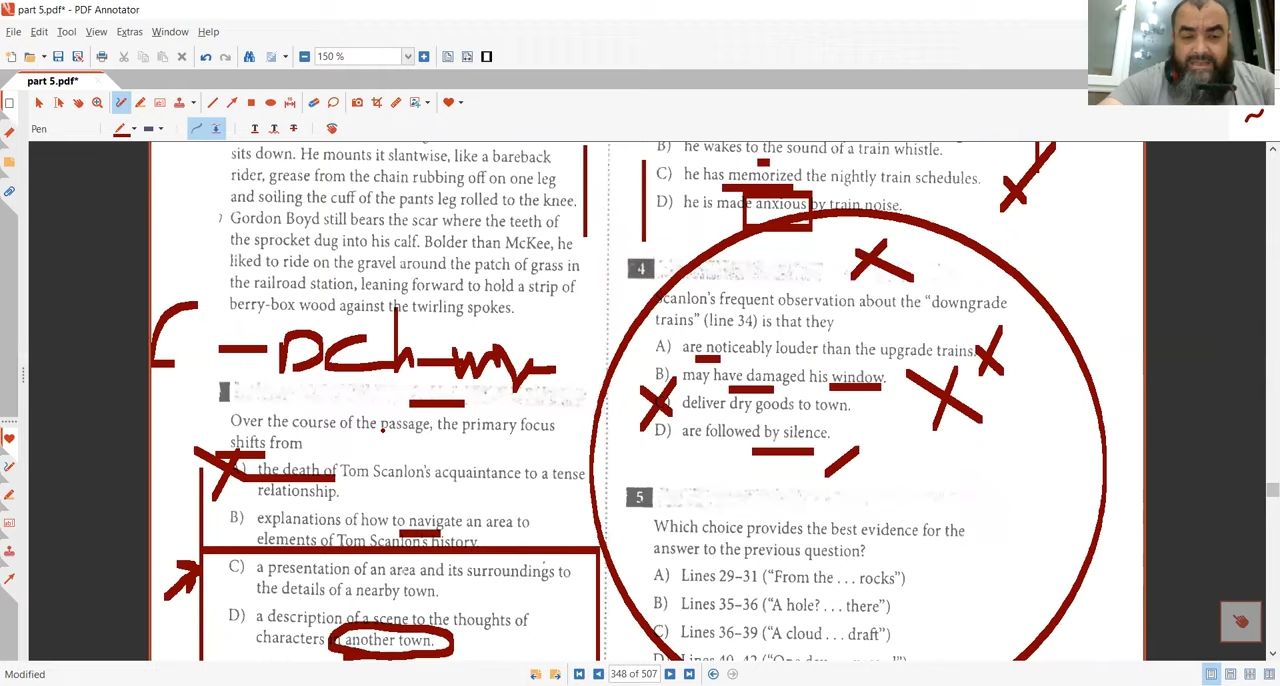 part 5.pdf* - PDF Annotator
File Edit Tool View Extras Window Help
150 %
part 5.pdf*
Pen
sits down. He mounts it slantwise, like a bareback
rider, grease from the chain rubbing off on one leg
and soiling the cuff of the pants leg rolled to the knee.
Gordon Boyd still bears the scar where the teeth of
the sprocket dug into his calf. Bolder than McKee, he
liked to ride on the gravel around the patch of grass in
the railroad station, leaning forward to hold a strip of
berry-box wood against the twirling spokes.
Over the course of the passage, the primary focus
shifts from
A) the death of Tom Scanlon's acquaintance to a tense
relationship.
B) explanations of how to navigate an area to
elements of Tom Scanlon's history.
C) a presentation of an area and its surroundings to
the details of a nearby town.
D) a description of a scene to the thoughts of
characters in another town.
B) he wakes to the sound of a train whistle.
C) he has memorized the nightly train schedules.
D) he is made anxious by train noise.
4
Scanlon's frequent observation about the “downgrade
trains” (line 34) is that they
A) are noticeably louder than the upgrade trains.
B) may have damaged his window.
deliver dry goods to town.
D) are followed by silence.
5
Which choice provides the best evidence for the
answer to the previous question?
A) Lines 29–31 (“From the . . . rocks”)
B) Lines 35–36 (“A hole? . . . there”)
C) Lines 36–39 (“A cloud . . . draft”)
Modified
348 of 507